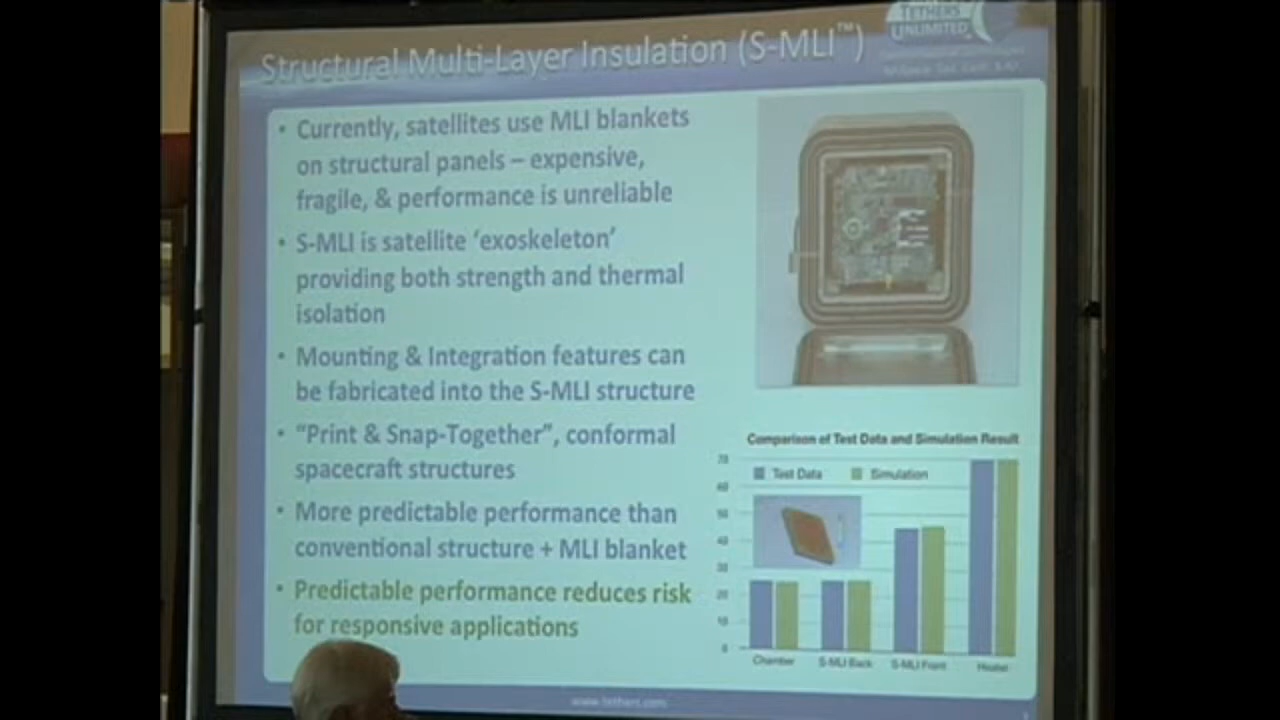 Structural Multi-Layer Insulation (S-MLI™)
TETHERS
UNLIMITED
• Currently, satellites use MLI blankets
on structural panels – expensive,
fragile, & performance is unreliable
• S-MLI is satellite ‘exoskeleton’
providing both strength and thermal
isolation
• Mounting & Integration features can
be fabricated into the S-MLI structure
• “Print & Snap-Together”, conformal
spacecraft structures
• More predictable performance than
conventional structure + MLI blanket
• Predictable performance reduces risk
for responsive applications
Comparison of Test Data and Simulation Result
Test Data Simulation
70
60
50
40
30
20
10
0
Chamber S-MLI Back S-MLI Front Heater
www.tethers.com